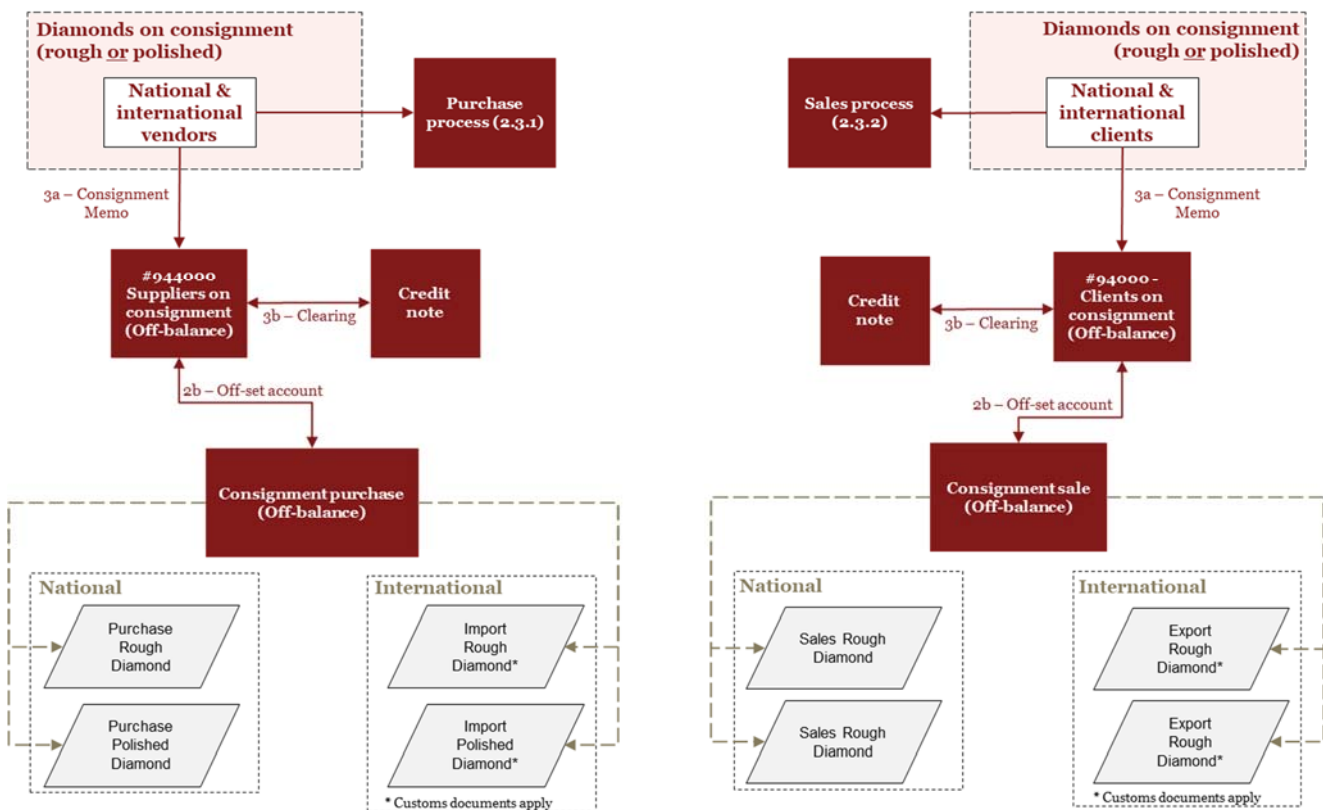 Diamonds on consignment
(rough or polished)
National &
international
vendors
Purchase
process (2.3.1)
3a – Consignment
Memo
#944000
Suppliers on
consignment
(Off-balance)
3b – Clearing
Credit
note
2b – Off-set account
Consignment purchase
(Off-balance)
National
Purchase
Rough
Diamond
Purchase
Polished
Diamond
International
Import
Rough
Diamond*
Import
Polished
Diamond*
* Customs documents apply
Diamonds on consignment
(rough or polished)
National &
international
clients
Sales process
(2.3.2)
3a – Consignment
Memo
#94000 -
Clients on
consignment
(Off-balance)
3b – Clearing
Credit
note
2b – Off-set account
Consignment sale
(Off-balance)
National
Sales Rough
Diamond
Sales Rough
Diamond
International
Export
Rough
Diamond*
Export
Rough
Diamond*
* Customs documents apply